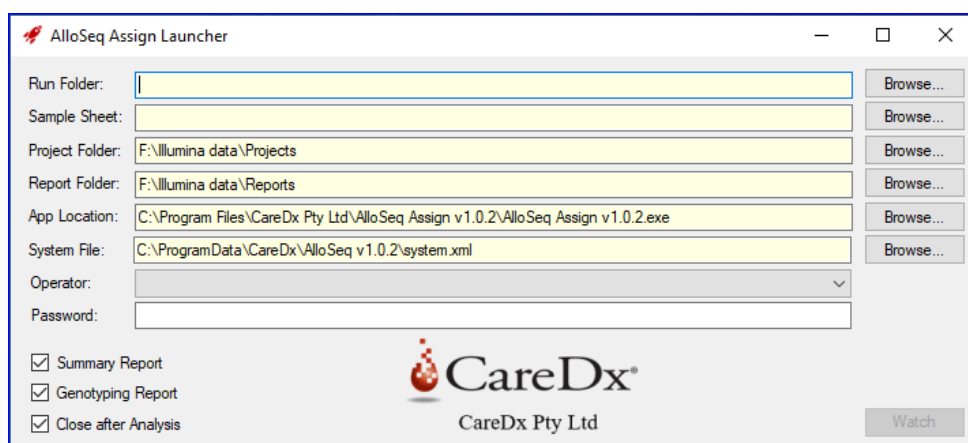 AlloSeq Assign Launcher
Run Folder: Browse...
Sample Sheet: Browse...
Project Folder: F:\Illumina data\Projects Browse...
Report Folder: F:\Illumina data\Reports Browse...
App Location: C:\Program Files\CareDx Pty Ltd\AlloSeq Assign v1.0.2\AlloSeq Assign v1.0.2.exe Browse...
System File: C:\ProgramData\CareDx\AlloSeq v1.0.2\system.xml Browse...
Operator:
Password:
Summary Report
Genotyping Report
Close after Analysis
CareDx®
CareDx Pty Ltd
Watch